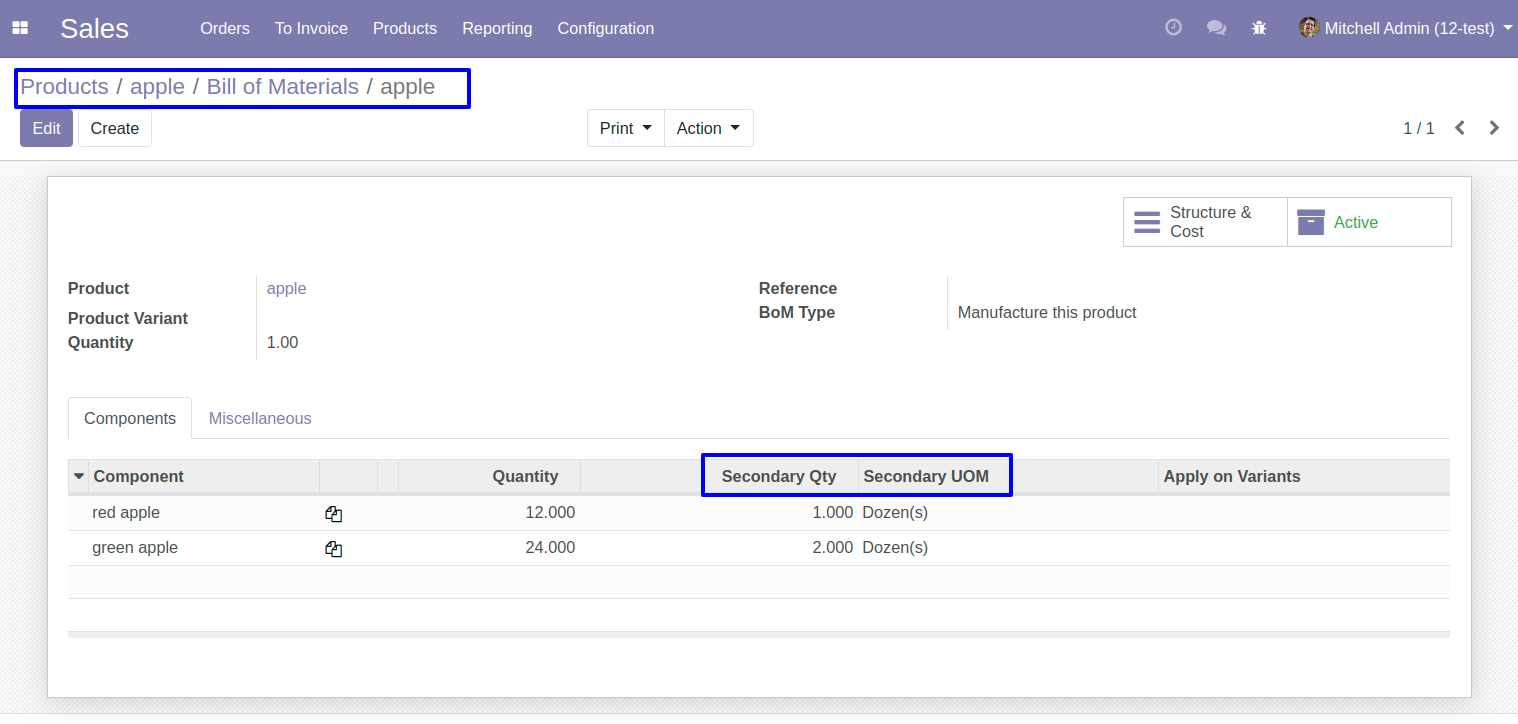 Sales Orders To Invoice Products Reporting Configuration Mitchell Admin (12-test)
Products / apple / Bill of Materials / apple
Edit Create Print Action 1 / 1
Structure & Cost
Active
Product apple
Product Variant
Quantity 1.00
Reference
BoM Type Manufacture this product
Components Miscellaneous
Component Quantity Secondary Qty Secondary UOM Apply on Variants
red apple 12.000 1.000 Dozen(s)
green apple 24.000 2.000 Dozen(s)